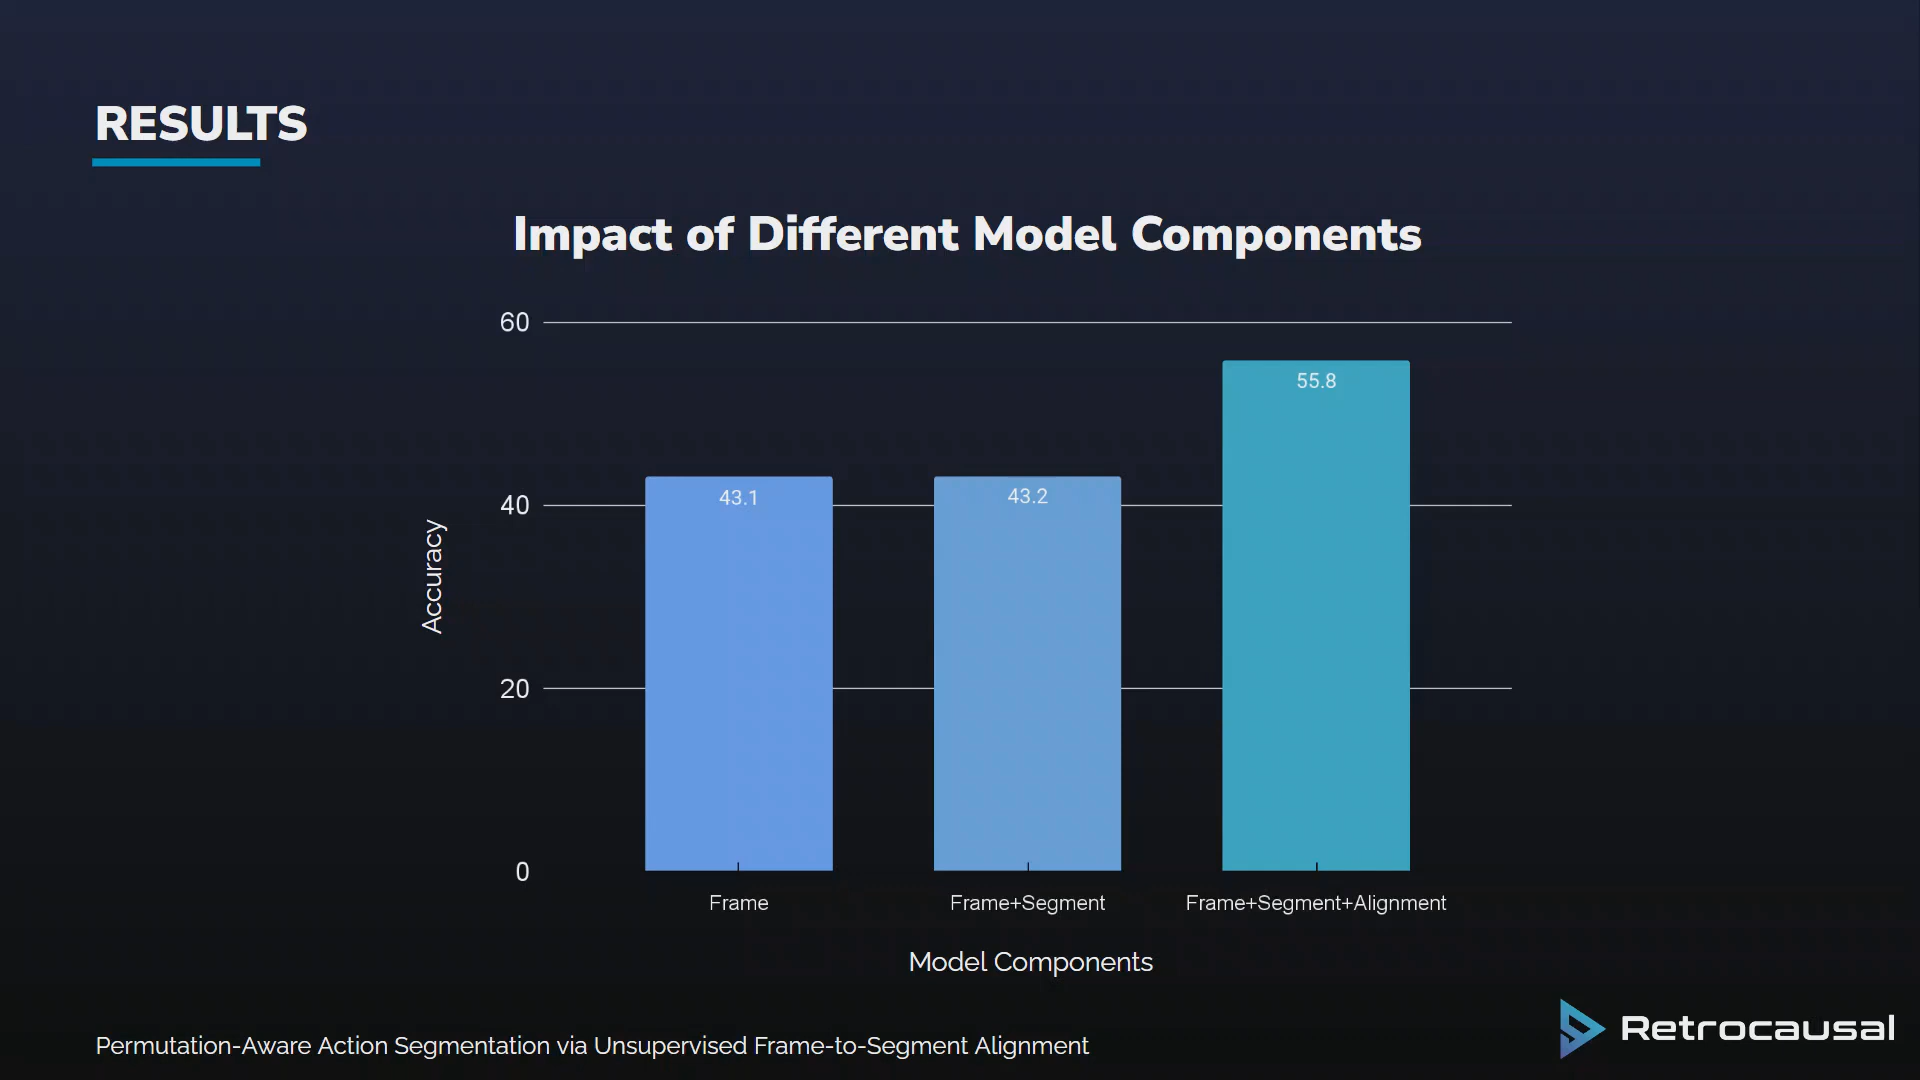 RESULTS
Impact of Different Model Components
60
40
20
0
Accuracy
55.8
43.1
43.2
Frame
Frame+Segment
Frame+Segment+Alignment
Model Components
Permutation-Aware Action Segmentation via Unsupervised Frame-to-Segment Alignment
Retrocausal